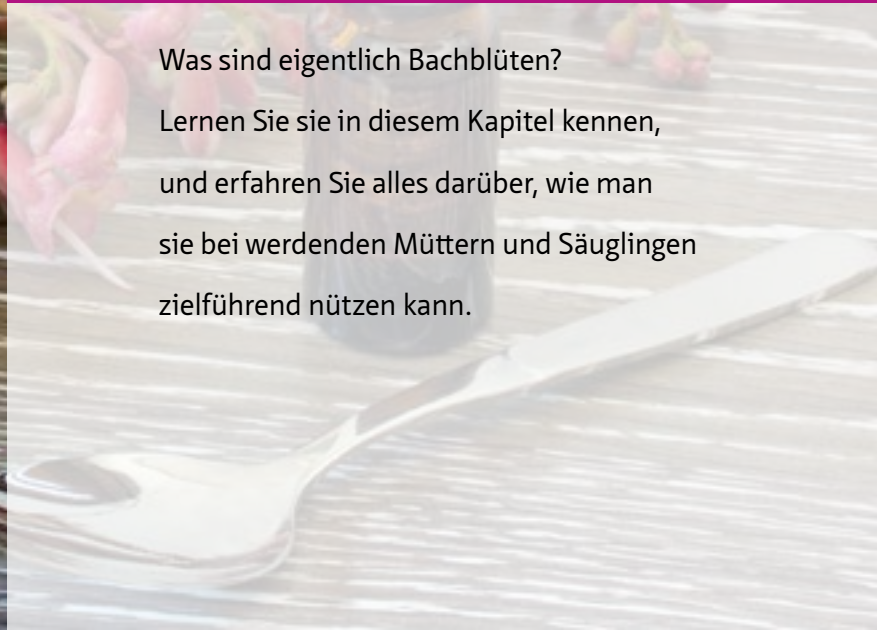 Was sind eigentlich Bachblüten?
Lernen Sie sie in diesem Kapitel kennen,
und erfahren Sie alles darüber, wie man
sie bei werdenden Müttern und Säuglingen
zielführend nützen kann.